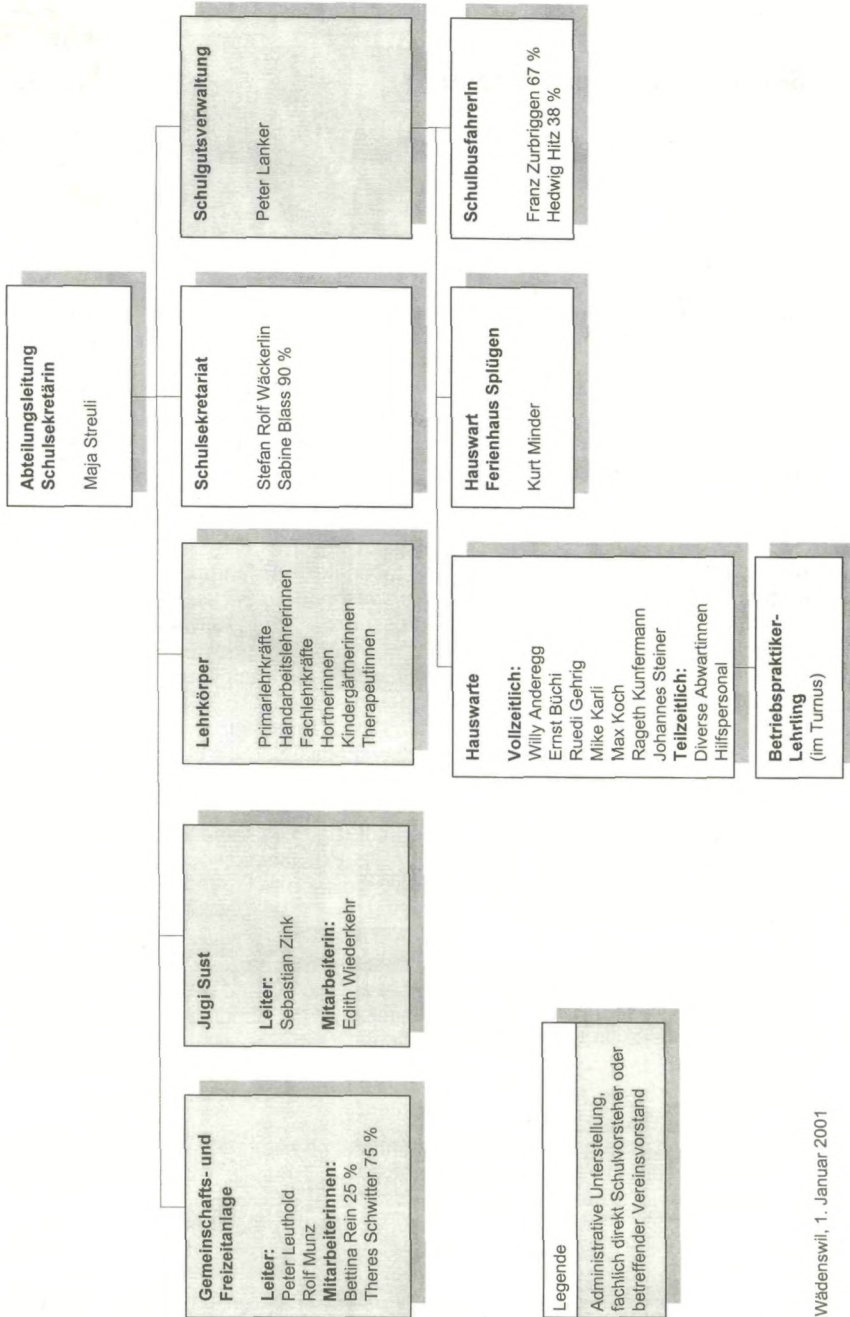 Abteilungsleitung
Schulsekretärin
Maja Streuli
Gemeinschafts- und
Freizeitanlage
Leiter:
Peter Leuthold
Rolf Munz
Mitarbeiterinnen:
Bettina Rein 25 %
Theres Schwitter 75 %
Jugi Sust
Leiter:
Sebastian Zink
Mitarbeiterin:
Edith Wiederkehr
Lehrkörper
Primarlehrkräfte
Handarbeitslehrerinnen
Fachlehrkräfte
Hortnerinnen
Kindergärtnerinnen
Therapeutinnen
Schulsekretariat
Stefan Rolf Wäckerlin
Sabine Blass 90 %
Schulgutsverwaltung
Peter Lanker
Hauswarte
Vollzeitlich:
Willy Anderegg
Ernst Büchi
Ruedi Gehrig
Mike Karli
Max Koch
Rageth Kunfermann
Johannes Steiner
Teilzeitlich:
Diverse Abwartinnen
Hilfspersonal
Hauswart
Ferienhaus Splügen
Kurt Minder
SchulbusfahrerIn
Franz Zurbriggen 67 %
Hedwig Hitz 38 %
Betriebspraktiker-
Lehrling
(im Turnus)
Legende
Administrative Unterstellung,
fachlich direkt Schulvorsteher oder
betreffender Vereinsvorstand
Wädenswil, 1. Januar 2001